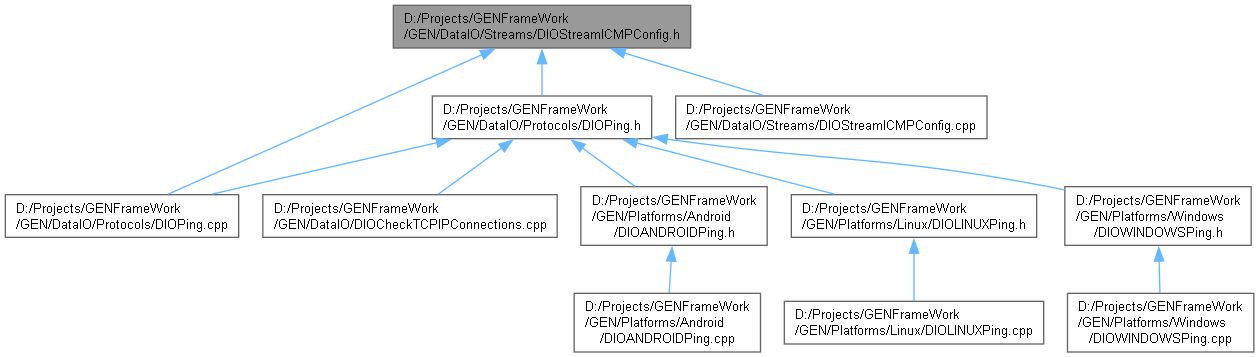 D:/Projects/GENFrameWork
/GEN/DataIO/Streams/DIOStreamICMPConfig.h
D:/Projects/GENFrameWork
/GEN/DataIO/Protocols/DIOPing.h
D:/Projects/GENFrameWork
/GEN/DataIO/Streams/DIOStreamICMPConfig.cpp
D:/Projects/GENFrameWork
/GEN/DataIO/Protocols/DIOPing.cpp
D:/Projects/GENFrameWork
/GEN/DataIO/DIOCheckTCPIPConnections.cpp
D:/Projects/GENFrameWork
/GEN/Platforms/Android
/DIOANDROIDPing.h
D:/Projects/GENFrameWork
/GEN/Platforms/Linux/DIOLINUXPing.h
D:/Projects/GENFrameWork
/GEN/Platforms/Windows
/DIOWINDOWSPing.h
D:/Projects/GENFrameWork
/GEN/Platforms/Android
/DIOANDROIDPing.cpp
D:/Projects/GENFrameWork
/GEN/Platforms/Linux/DIOLINUXPing.cpp
D:/Projects/GENFrameWork
/GEN/Platforms/Windows
/DIOWINDOWSPing.cpp